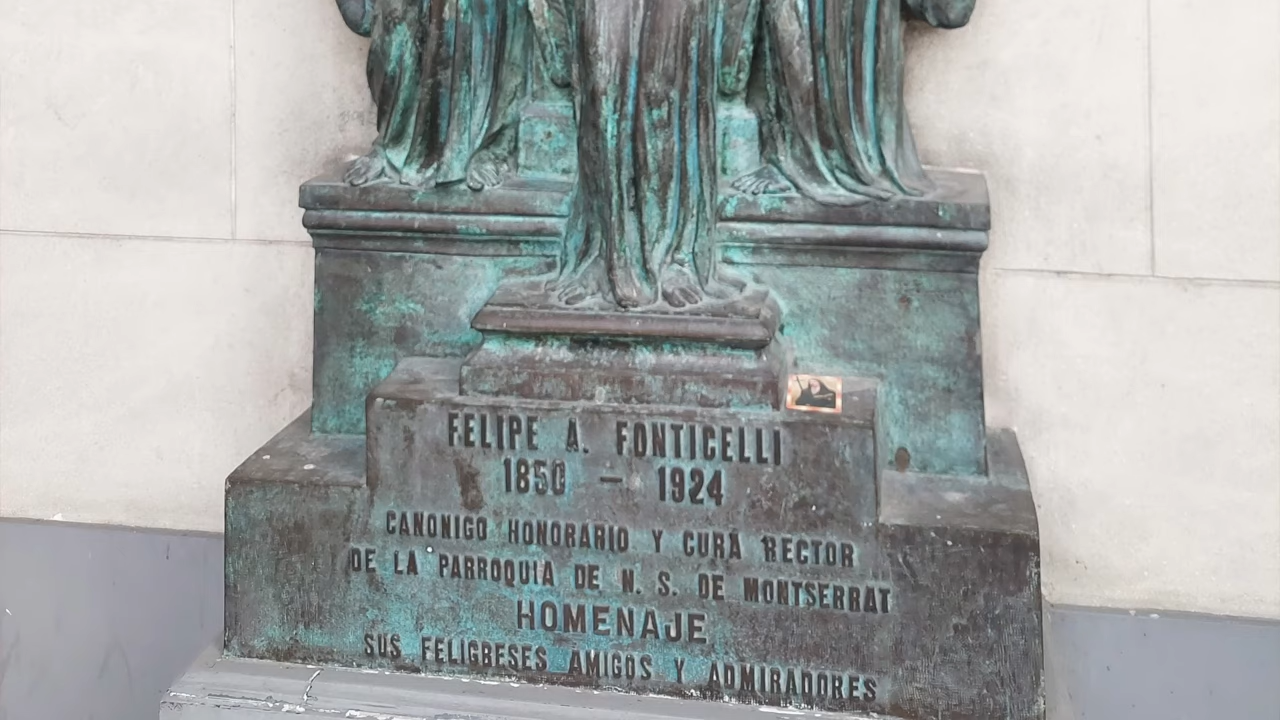 FELIPE A. FONTICELLI
1850 - 1924
CANONIGO HONORARIO Y CURA RECTOR
DE LA PARROQUIA DE N. S. DE MONTSERRAT
HOMENAJE
SUS FELIGRESES AMIGOS Y ADMIRADORES